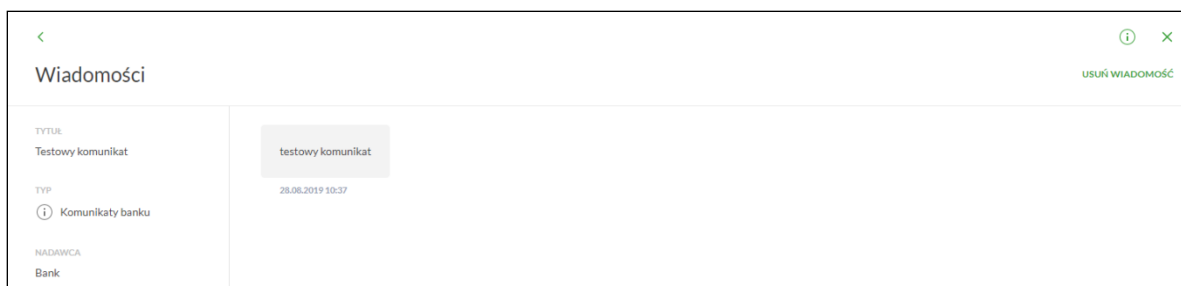 Wiadomości
USUŃ WIADOMOŚĆ
TYTUŁ
Testowy komunikat
TYP
Komunikaty banku
NADAWCA
Bank
testowy komunikat
28.08.2019 10:37